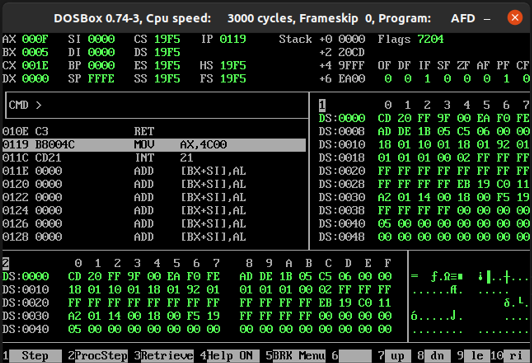 DOSBox 0.74-3, Cpu speed: 3000 cycles, Frameskip 0, Program: AFD
AX 000F SI 0000 CS 19F5 IP 0119 Stack +0 0000 Flags 7204
BX 0005 DI 0000 DS 19F5 +2 20CD
CX 001E BP 0000 ES 19F5 HS 19F5 +4 9FFF OF DF IF SF ZF AF PF CF
DX 0000 SP FFFE SS 19F5 FS 19F5 +6 EA00 0 0 1 0 0 0 1 0
CMD >
1 0 1 2 3 4 5 6 7
DS:0000 CD 20 FF 9F 00 EA F0 FE
DS:0008 AD DE 1B 05 C5 06 00 00
DS:0010 18 01 10 01 18 01 92 01
DS:0018 01 01 01 00 02 FF FF FF
DS:0020 FF FF FF FF FF FF FF FF
DS:0028 FF FF FF FF EB 19 C0 11
DS:0030 A2 01 14 00 18 00 F5 19
DS:0038 FF FF FF FF 00 00 00 00
DS:0040 05 00 00 00 00 00 00 00
DS:0048 00 00 00 00 00 00 00 00
010E C3 RET
0119 B8004C MOV AX,4C00
011C CD21 INT 21
011E 0000 ADD [BX+SI],AL
0120 0000 ADD [BX+SI],AL
0122 0000 ADD [BX+SI],AL
0124 0000 ADD [BX+SI],AL
0126 0000 ADD [BX+SI],AL
0128 0000 ADD [BX+SI],AL
2 0 1 2 3 4 5 6 7 8 9 A B C D E F
DS:0000 CD 20 FF 9F 00 EA F0 FE AD DE 1B 05 C5 06 00 00
DS:0010 18 01 10 01 18 01 92 01 01 01 01 00 02 FF FF FF
DS:0020 FF FF FF FF FF FF FF FF FF FF FF FF EB 19 C0 11
DS:0030 A2 01 14 00 18 00 F5 19 FF FF FF FF 00 00 00 00
DS:0040 05 00 00 00 00 00 00 00 00 00 00 00 00 00 00 00
1 Step 2 ProcStep 3 Retrieve 4 Help ON 5 BRK Menu 6 7 up 8 dn 9 le 10 ri